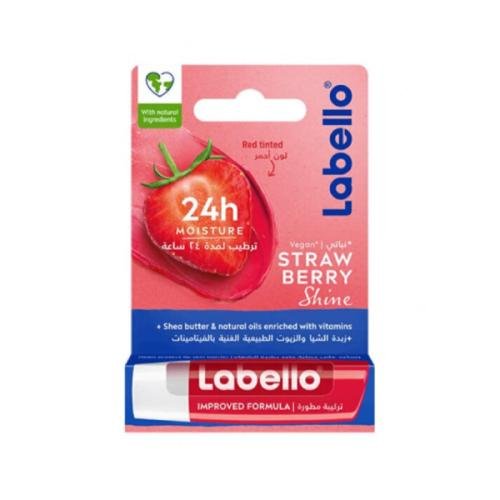 With natural
ingredients
Labello
Red tinted
لون أحمر
24h
MOISTURE
ترطيب لمدة ٢٤ ساعة
Vegan* | نباتي*
STRAW
BERRY
Shine
+ Shea butter & natural oils enriched with vitamins
+زبدة الشيا والزيوت الطبيعية الغنية بالفيتامينات
Labello
IMPROVED FORMULA | تركيبة مطورة